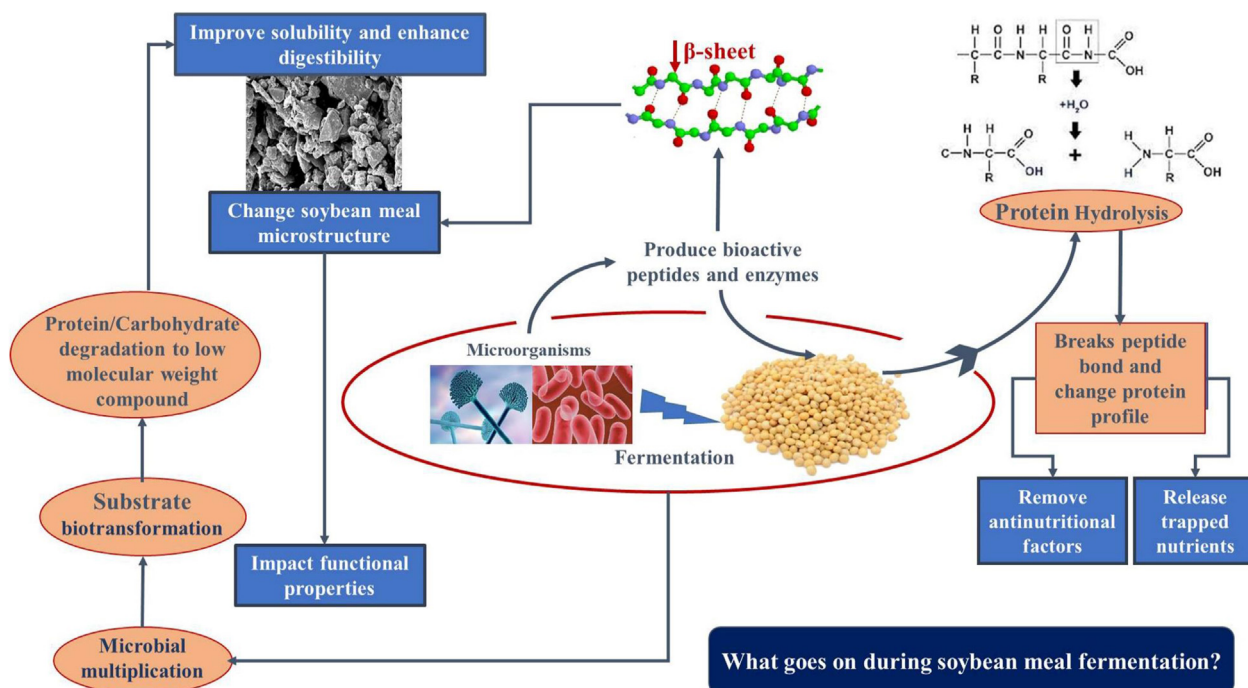 Improve solubility and enhance
digestibility
β-sheet
H
O
H
H
O
H
O
C
N
C
C
N
C
R
R
OH
+H₂O
H
H
O
C
N
C
C
R
OH
+
H
H
O
N
C
C
H
R
OH
Change soybean meal
microstructure
Protein Hydrolysis
Produce bioactive
peptides and enzymes
Protein/Carbohydrate
degradation to low
molecular weight
compound
Microorganisms
Breaks peptide
bond and
change protein
profile
Fermentation
Substrate
biotransformation
Remove
antinutritional
factors
Release
trapped
nutrients
Impact functional
properties
Microbial
multiplication
What goes on during soybean meal fermentation?